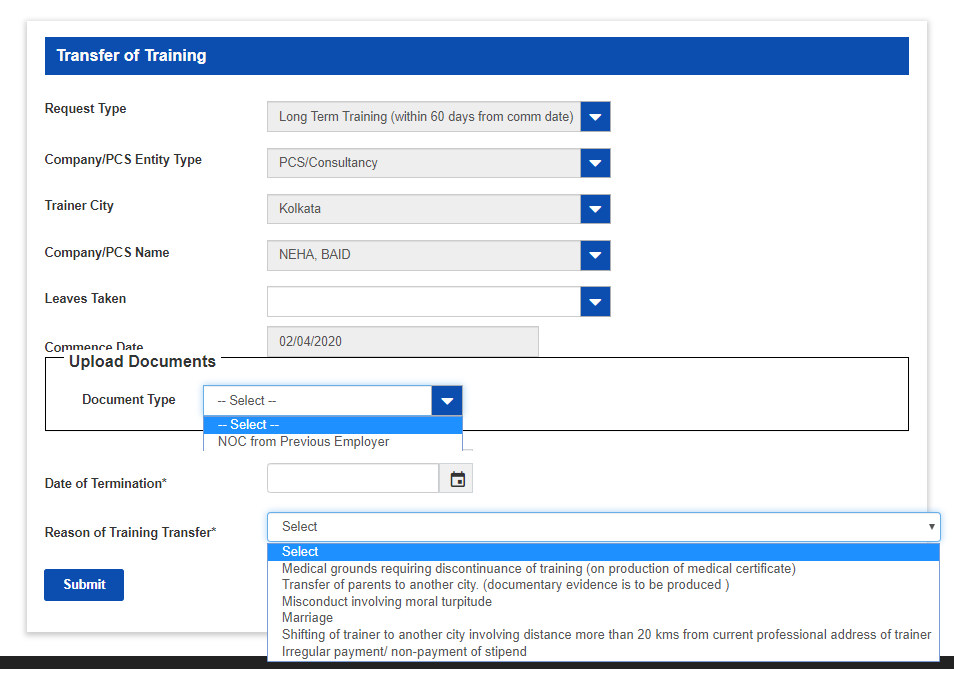 Transfer of Training
Request Type
Long Term Training (within 60 days from comm date)
Company/PCS Entity Type
PCS/Consultancy
Trainer City
Kolkata
Company/PCS Name
NEHA, BAID
Leaves Taken
Commence Date
02/04/2020
Upload Documents
Document Type
-- Select --
-- Select --
NOC from Previous Employer
Date of Termination*
Reason of Training Transfer*
Select
Select
Medical grounds requiring discontinuance of training (on production of medical certificate)
Transfer of parents to another city. (documentary evidence is to be produced )
Misconduct involving moral turpitude
Marriage
Shifting of trainer to another city involving distance more than 20 kms from current professional address of trainer
Irregular payment/ non-payment of stipend
Submit